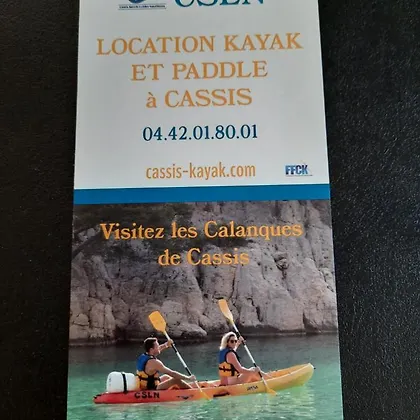 CSLN
LOCATION KAYAK
ET PADDLE
à CASSIS
04.42.01.80.01
cassis-kayak.com
FFCK
Visitez les Calanques
de Cassis
CSLN